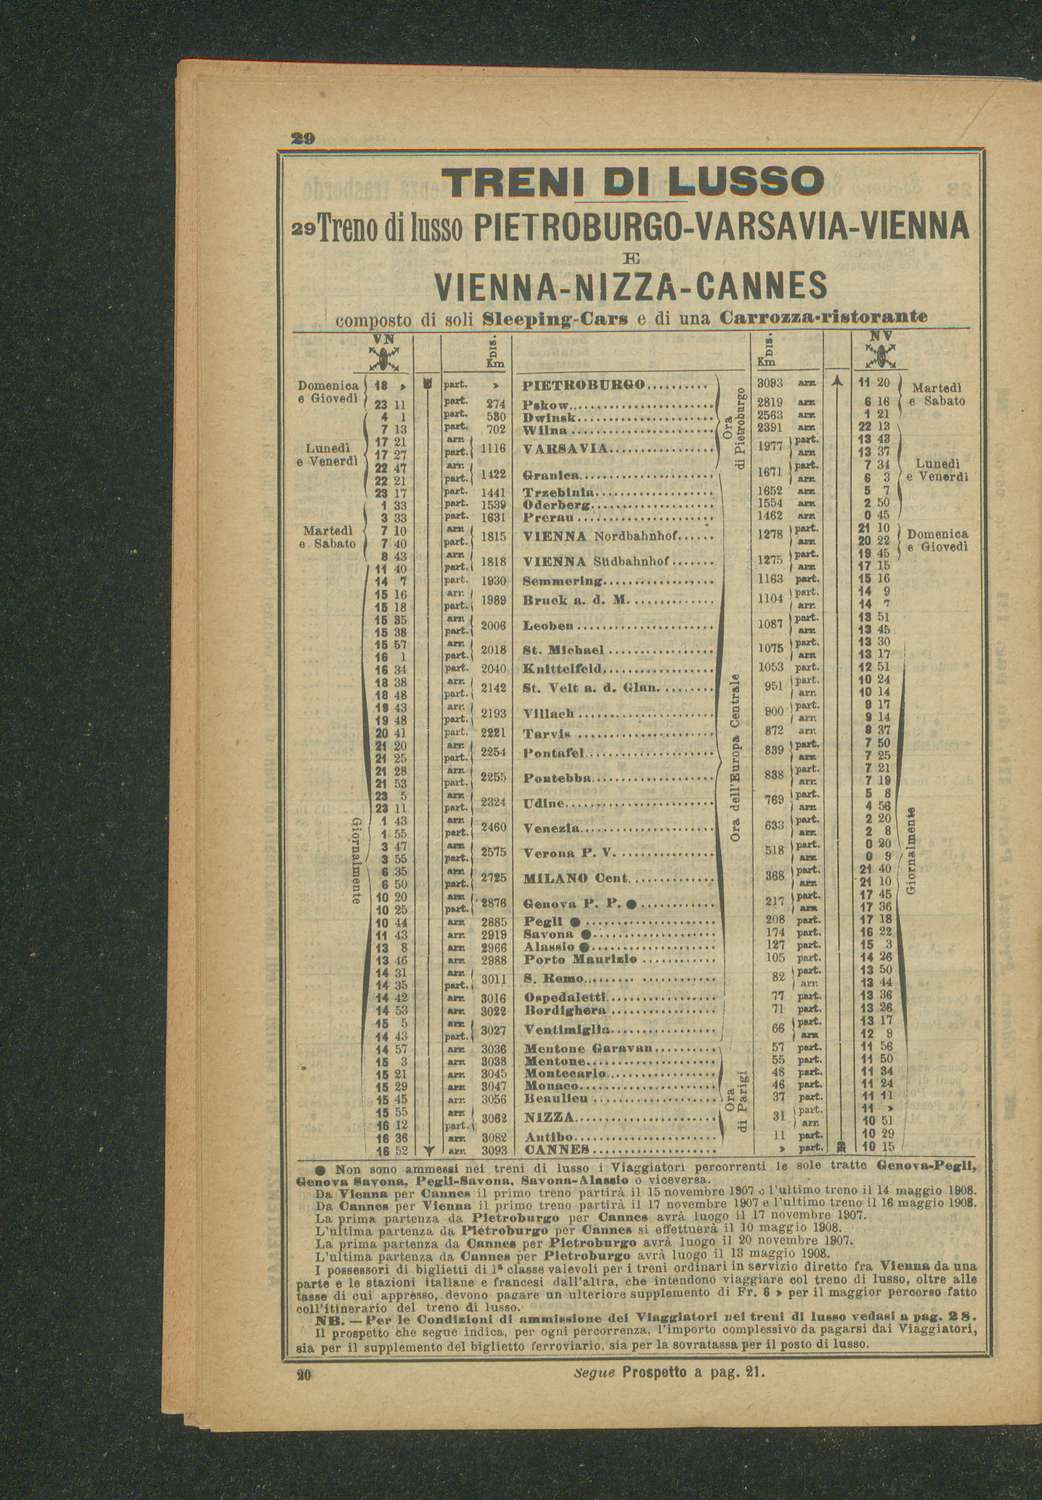 29
TRENI DI LUSSO
29 Treno di lusso PIETROBURGO-VARSAVIA-VIENNA
E
VIENNA-NIZZA-CANNES
composto di soli Sleeping-Cars e di una Carrozza-ristorante
VN Dis. Km Dis. Km NV
Domenica e Giovedì 18 » part. » PIETROBURGO 3093 arr. 11 20 Martedì e Sabato
23 11 part. 274 Pskow 2819 arr. 6 16
4 1 part. 530 Dwinsk 2563 arr. 1 21
7 13 part. 702 Wilna 2391 arr. 22 13
Ora di Pietroburgo
Lunedì e Venerdì 17 21 arr. 1116 VARSAVIA 1977 part. 13 43 Lunedì e Venerdì
17 27 part. arr. 13 37
22 47 arr. 1422 Granica 1671 part. 7 34
22 21 part. arr. 6 3
23 17 part. 1441 Trzebinia 1652 arr. 5 7
1 33 part. 1539 Oderberg 1554 arr. 2 50
3 33 part. 1631 Prerau 1462 arr. 0 45
Martedì e Sabato 7 10 arr. 1815 VIENNA Nordbahnhof 1278 part. 21 10 Domenica e Giovedì
7 40 part. arr. 20 22
8 43 arr. 1818 VIENNA Südbahnhof 1275 part. 19 45
11 40 part. arr. 17 15
14 7 part. 1930 Semmering 1163 part. 15 16
15 16 arr. 1989 Bruck a. d. M. 1104 part. 14 9
15 18 part. arr. 14 7
15 35 arr. 2006 Leoben 1087 part. 13 51
15 38 part. arr. 13 45
15 57 arr. 2018 St. Michael 1075 part. 13 30
16 1 part. arr. 13 17
16 34 part. 2040 Knittelfeld 1053 part. 12 51
18 38 arr. 2142 St. Veit a. d. Glan. 951 part. 10 24
18 48 part. arr. 10 14
19 43 arr. 2193 Villach 900 part. 9 17
19 48 part. arr. 9 14
20 41 part. 2221 Tarvis 872 arr. 8 37
21 20 arr. 2254 Pontafel 839 part. 7 50
21 25 part. arr. 7 25
21 28 arr. 2255 Pontebba 838 part. 7 21
21 53 part. arr. 7 19
23 5 arr. 2324 Udine 769 part. 5 8
23 11 part. arr. 4 56
Ora dell'Europa Centrale
Giornalmente 1 43 arr. 2460 Venezia 633 part. 2 20 Giornalmente
1 55 part. arr. 2 8
3 47 arr. 2575 Verona P. V. 518 part. 0 20
3 55 part. arr. 0 9
6 35 arr. 2725 MILANO Cent. 368 part. 21 40
6 50 part. arr. 21 10
10 20 arr. 2876 Genova P. P. ● 217 part. 17 45
10 25 part. arr. 17 36
10 44 arr. 2885 Pegli ● 208 part. 17 18
11 43 arr. 2919 Savona ● 174 part. 16 22
13 8 arr. 2966 Alassio ● 127 part. 15 3
13 46 arr. 2988 Porto Maurizio 105 part. 14 26
14 31 arr. 3011 S. Remo 82 part. 13 50
14 35 part. arr. 13 44
14 42 arr. 3016 Ospedaletti 77 part. 13 36
14 53 arr. 3022 Bordighera 71 part. 13 26
15 5 arr. 3027 Ventimiglia 66 part. 13 17
14 43 part. arr. 12 9
14 57 arr. 3036 Mentone Garavan 57 part. 11 56
15 3 arr. 3038 Mentone 55 part. 11 50
15 21 arr. 3045 Montecarlo 48 part. 11 34
15 29 arr. 3047 Monaco 46 part. 11 24
15 45 arr. 3056 Beaulieu 37 part. 11 11
Ora di Parigi
15 55 arr. 3062 NIZZA 31 part. 11 »
16 12 part. arr. 10 51
16 36 arr. 3082 Antibo 11 part. 10 29
16 52 arr. 3093 CANNES » part. 10 15
● Non sono ammessi nei treni di lusso i Viaggiatori percorrenti le sole tratte Genova-Pegli,
Genova Savona, Pegli-Savona, Savona-Alassio o viceversa.
Da Vienna per Cannes il primo treno partirà il 15 novembre 1907 e l'ultimo treno il 14 maggio 1908.
Da Cannes per Vienna il primo treno partirà il 17 novembre 1907 e l'ultimo treno il 16 maggio 1908.
La prima partenza da Pietroburgo per Cannes avrà luogo il 17 novembre 1907.
L'ultima partenza da Pietroburgo per Cannes si effettuerà il 10 maggio 1908.
La prima partenza da Cannes per Pietroburgo avrà luogo il 20 novembre 1907.
L'ultima partenza da Cannes per Pietroburgo avrà luogo il 13 maggio 1908.
I possessori di biglietti di 1ª classe valevoli per i treni ordinari in servizio diretto fra Vienna da una
parte e le stazioni italiane e francesi dall'altra, che intendono viaggiare col treno di lusso, oltre alle
tasse di cui appresso, devono pagare un ulteriore supplemento di Fr. 6 » per il maggior percorso fatto
coll'itinerario del treno di lusso.
NB. — Per le Condizioni di ammissione dei Viaggiatori nei treni di lusso vedasi a pag. 28.
Il prospetto che segue indica, per ogni percorrenza, l'importo complessivo da pagarsi dai Viaggiatori,
sia per il supplemento del biglietto ferroviario, sia per la sovratassa per il posto di lusso.
20 Segue Prospetto a pag. 21.